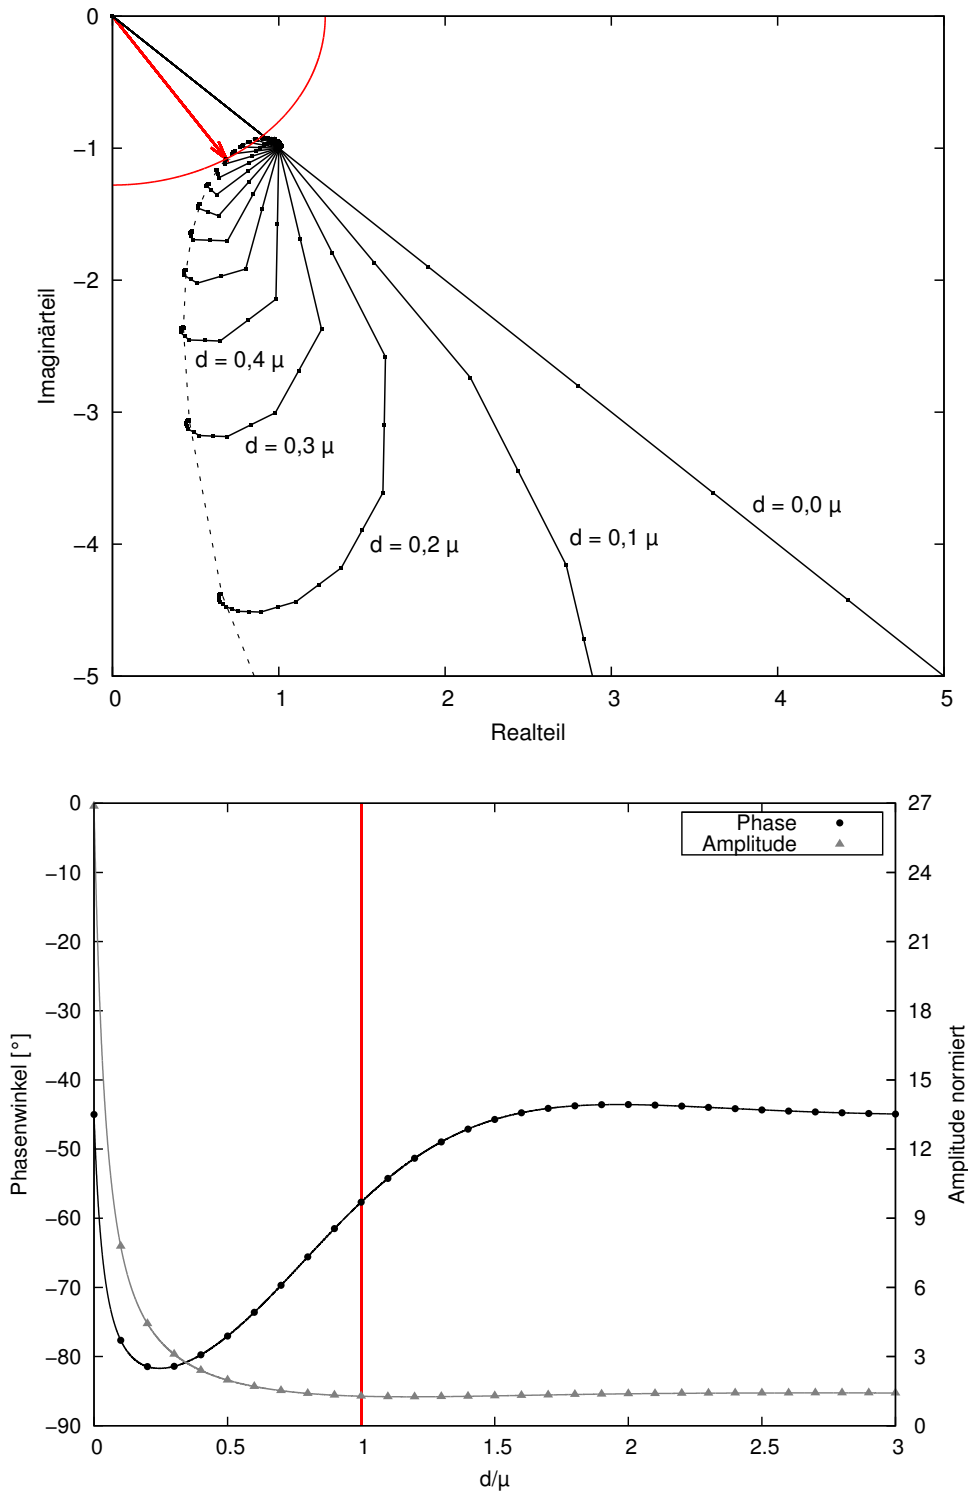 0
−1
−2
−3
−4
−5
Imaginärteil
d = 0,4 μ
d = 0,3 μ
d = 0,2 μ
d = 0,1 μ
d = 0,0 μ
0 1 2 3 4 5
Realteil
0
−10
−20
−30
−40
−50
−60
−70
−80
−90
Phasenwinkel [°]
Phase
Amplitude
27
24
21
18
15
12
9
6
3
0
Amplitude normiert
0 0.5 1 1.5 2 2.5 3
d/μ